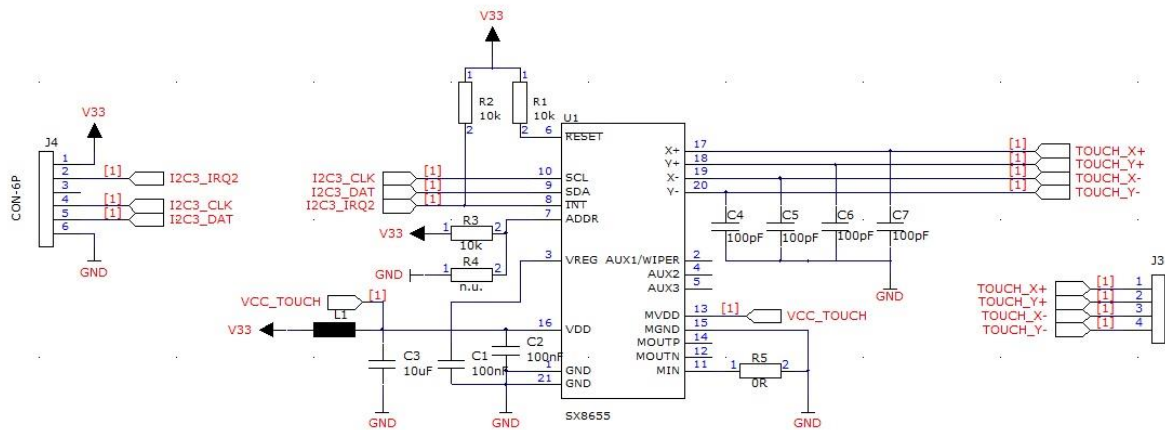 V33
1
1
R2
10k
R1
10k
2
2
U1
6
RESET
V33
J4
CON-6P
1
2
3
4
5
6
[1]
I2C3_IRQ2
[1]
I2C3_CLK
[1]
I2C3_DAT
GND
I2C3_CLK
[1]
10
SCL
I2C3_DAT
[1]
9
SDA
I2C3_IRQ2
[1]
8
INT
7
ADDR
V33
1
R3
2
10k
GND
1
R4
2
n.u.
3
VREG
VCC_TOUCH
[1]
V33
L1
16
VDD
C3
10uF
C1
100nF
C2
100nF
1
GND
21
GND
GND
GND
SX8655
X+
17
[1]
TOUCH_X+
Y+
18
[1]
TOUCH_Y+
X-
19
[1]
TOUCH_X-
Y-
20
[1]
TOUCH_Y-
C4
100pF
C5
100pF
C6
100pF
C7
100pF
GND
AUX1/WIPER
2
AUX2
4
AUX3
5
MVDD
13
[1]
VCC_TOUCH
MGND
15
MOUTP
14
MOUTN
12
MIN
11
1
R5
2
0R
GND
J3
TOUCH_X+
[1]
1
TOUCH_Y+
[1]
2
TOUCH_X-
[1]
3
TOUCH_Y-
[1]
4